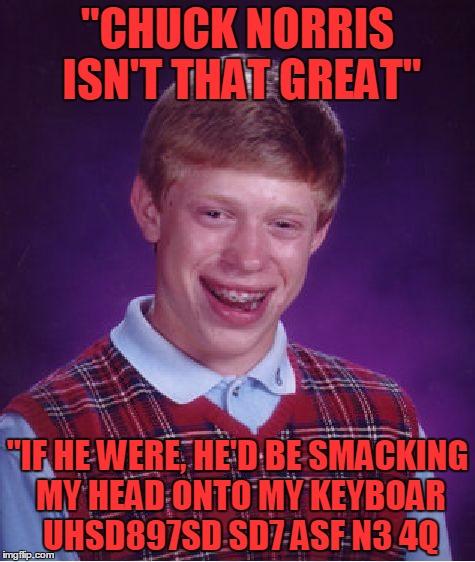 "CHUCK NORRIS
ISN'T THAT GREAT"
"IF HE WERE, HE'D BE SMACKING
MY HEAD ONTO MY KEYBOAR
UHSD897SD SD7 ASF N3 4Q
imgflip.com